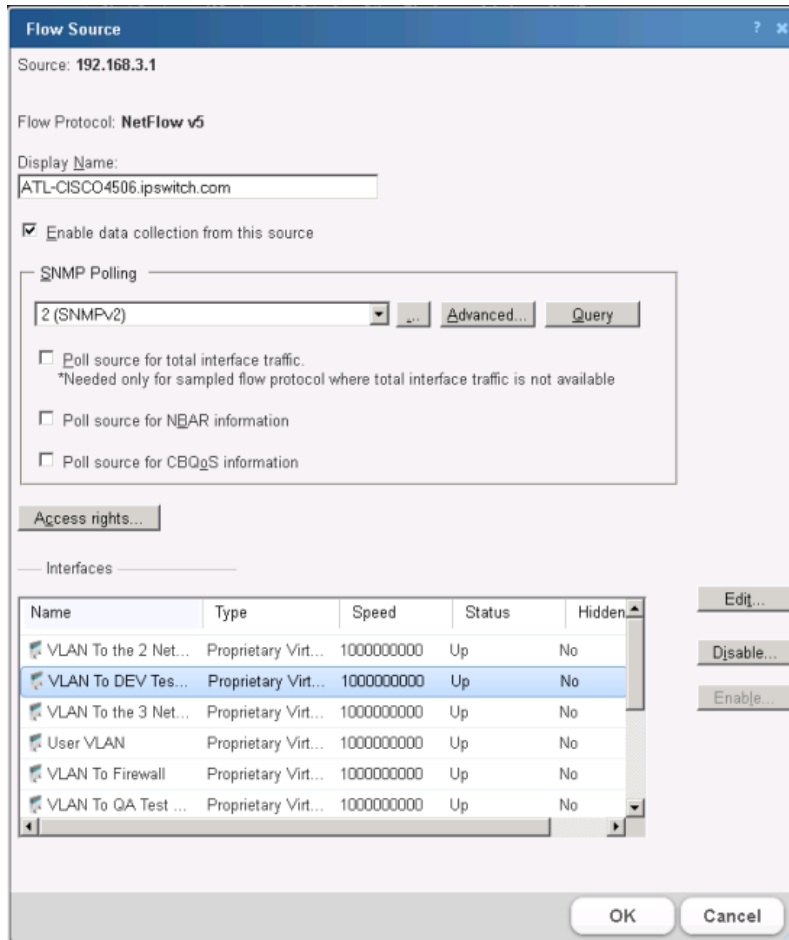 Flow Source ? ×
Source: 192.168.3.1
Flow Protocol: NetFlow v5
Display Name:
ATL-CISCO4506.ipswitch.com
Enable data collection from this source
SNMP Polling
2 (SNMPv2) ... Advanced... Query
Poll source for total interface traffic.
*Needed only for sampled flow protocol where total interface traffic is not available
Poll source for NBAR information
Poll source for CBQoS information
Access rights...
Interfaces
Name Type Speed Status Hidden
VLAN To the 2 Net... Proprietary Virt... 1000000000 Up No
VLAN To DEV Tes... Proprietary Virt... 1000000000 Up No
VLAN To the 3 Net... Proprietary Virt... 1000000000 Up No
User VLAN Proprietary Virt... 1000000000 Up No
VLAN To Firewall Proprietary Virt... 1000000000 Up No
VLAN To QA Test ... Proprietary Virt... 1000000000 Up No
Edit...
Disable...
Enable...
OK Cancel